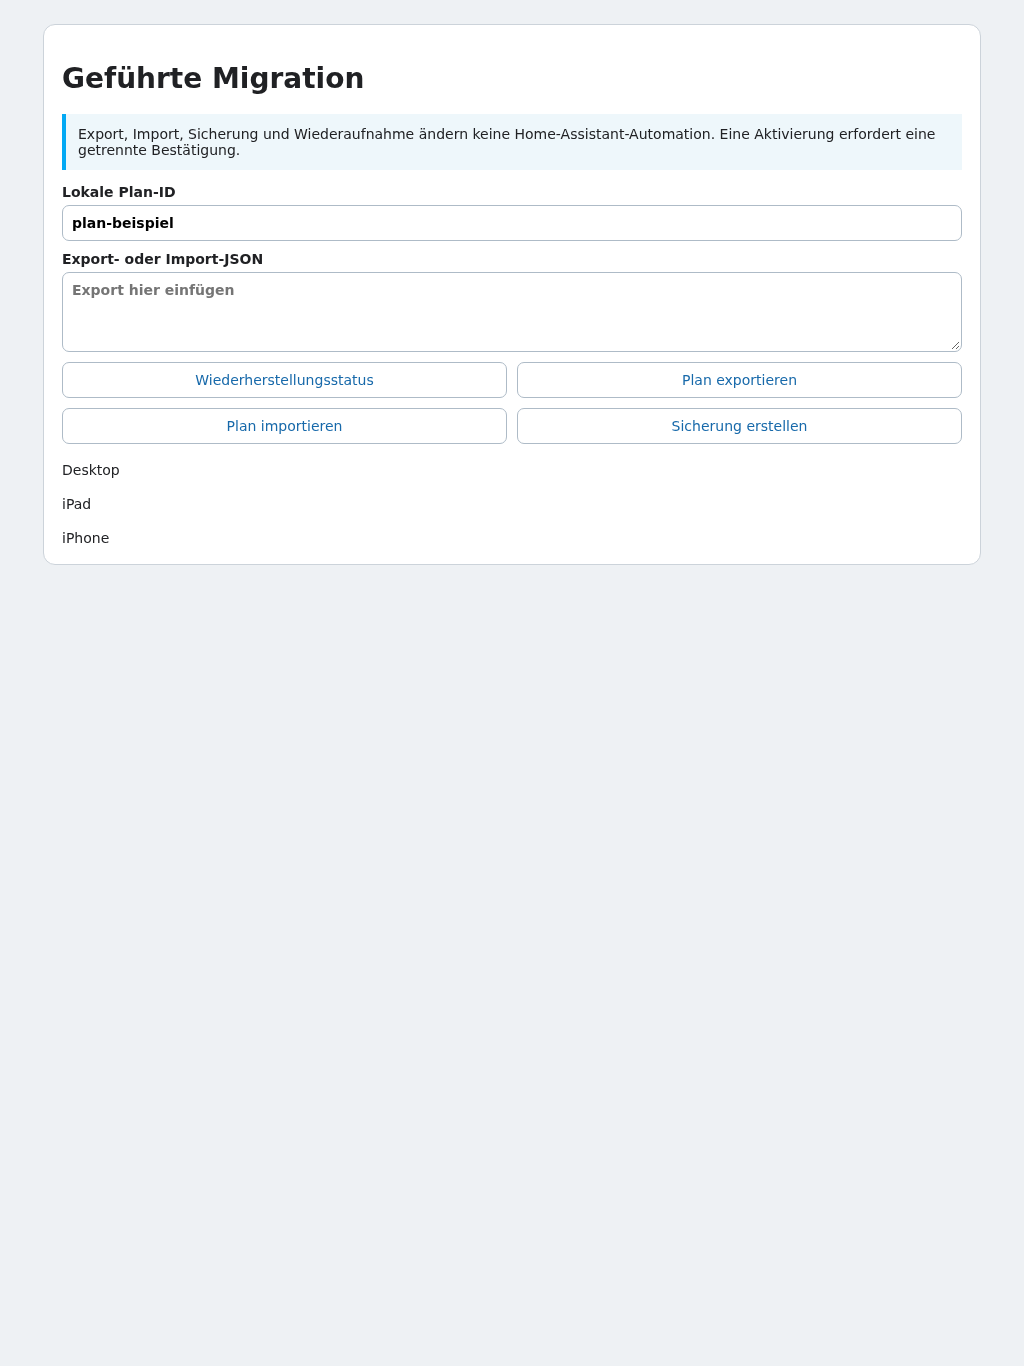 Geführte Migration
Export, Import, Sicherung und Wiederaufnahme ändern keine Home-Assistant-Automation. Eine Aktivierung erfordert eine
getrennte Bestätigung.
Lokale Plan-ID
plan-beispiel
Export- oder Import-JSON
Export hier einfügen
Wiederherstellungsstatus
Plan exportieren
Plan importieren
Sicherung erstellen
Desktop
iPad
iPhone